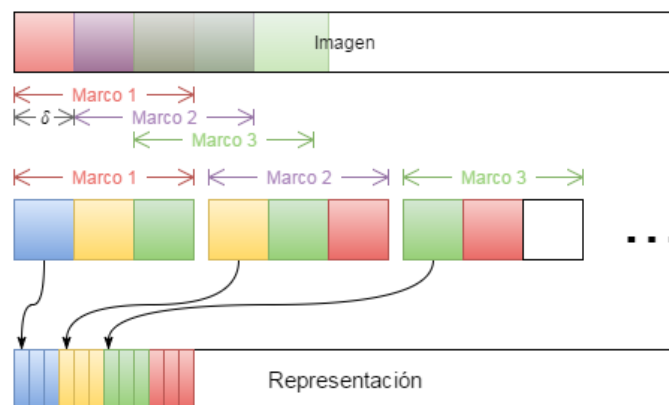 Imagen
Marco 1
δ
Marco 2
Marco 3
Marco 1
Marco 2
Marco 3
...
Representación